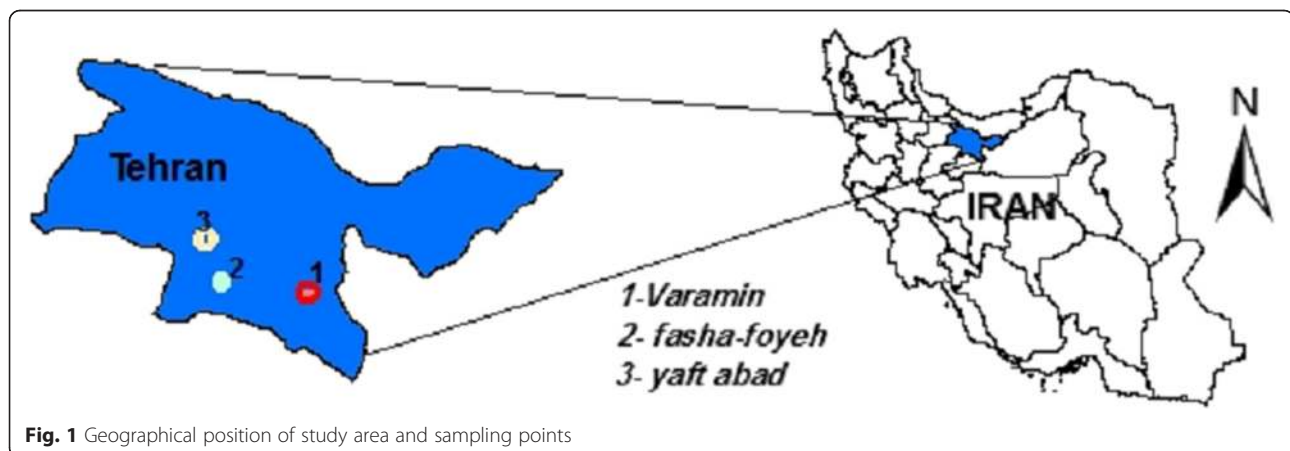 Tehran
3
2
1
IRAN
N
1-Varamin
2- fasha-foyeh
3- yaft abad
Fig. 1 Geographical position of study area and sampling points